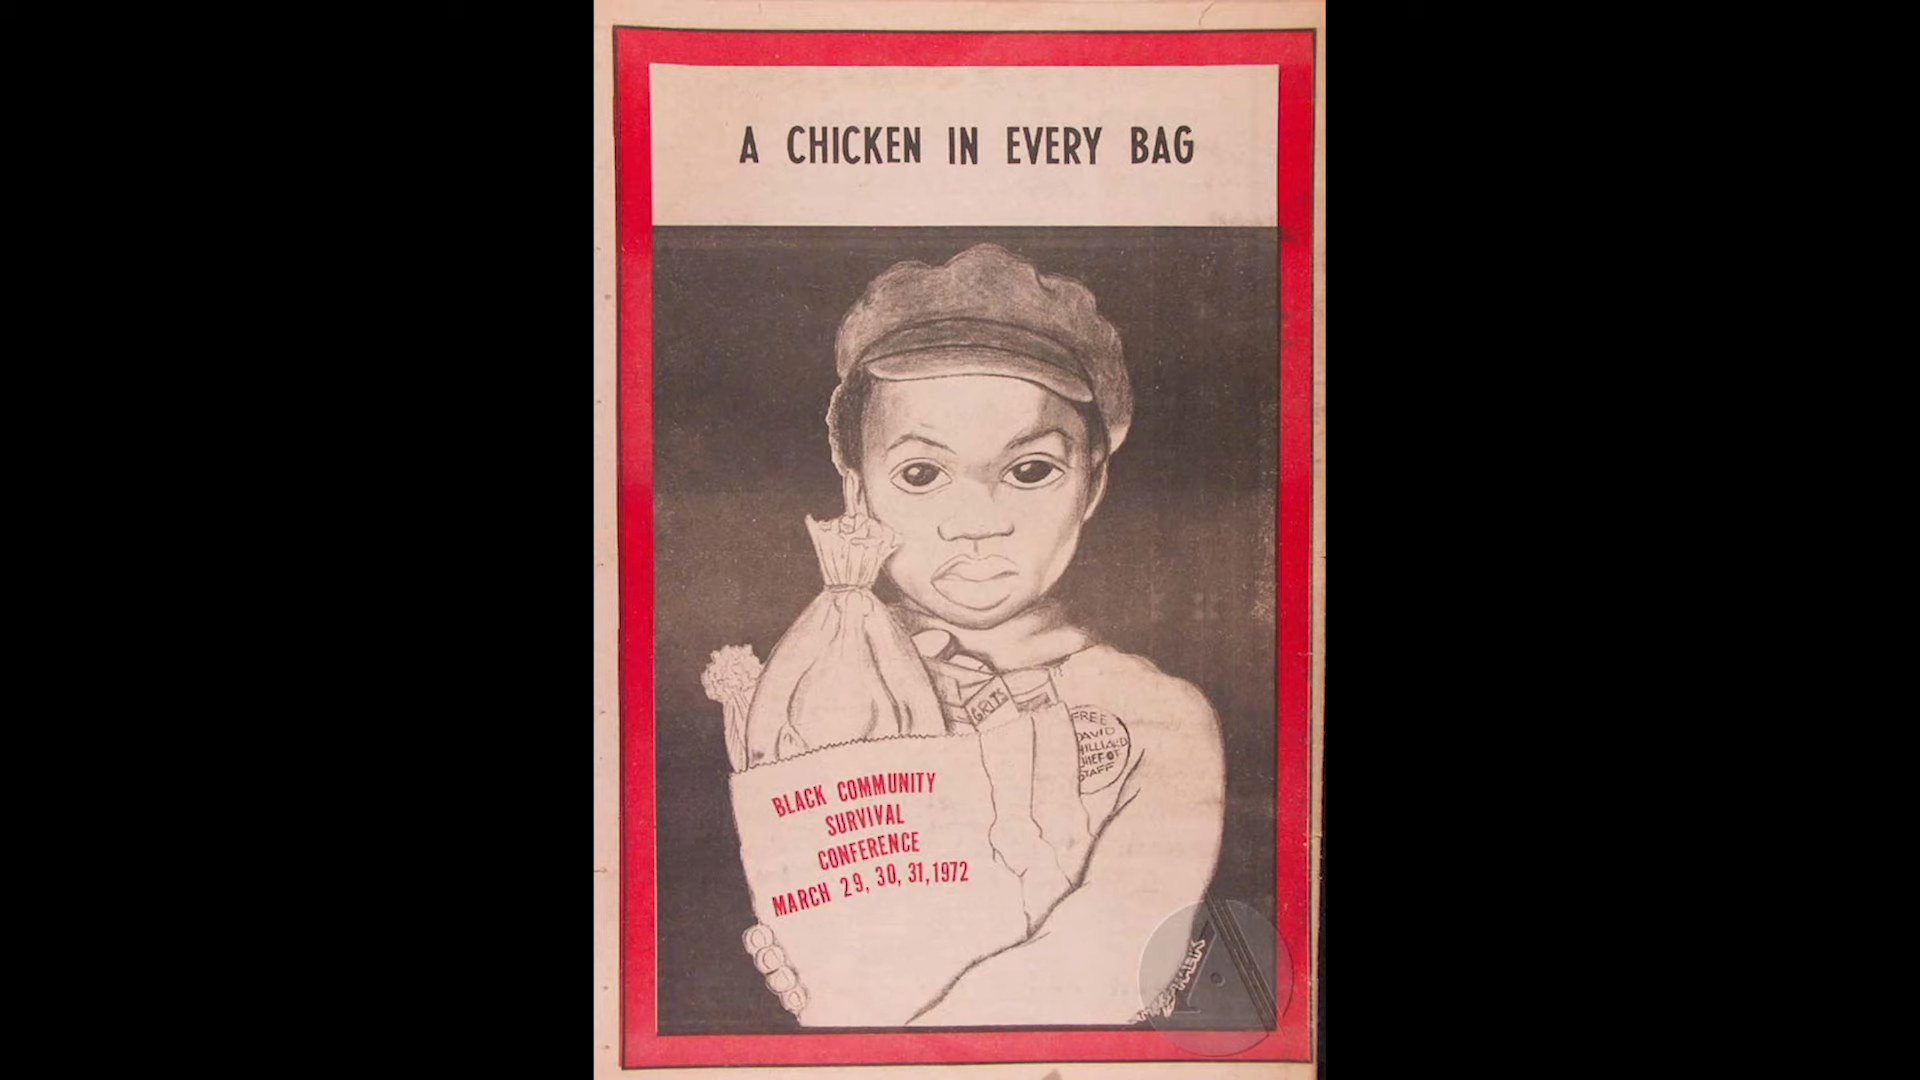 A CHICKEN IN EVERY BAG
GRITS
FREE
DAVID
HILLIARD
CHIEF OF
STAFF
BLACK COMMUNITY
SURVIVAL
CONFERENCE
MARCH 29, 30, 31, 1972